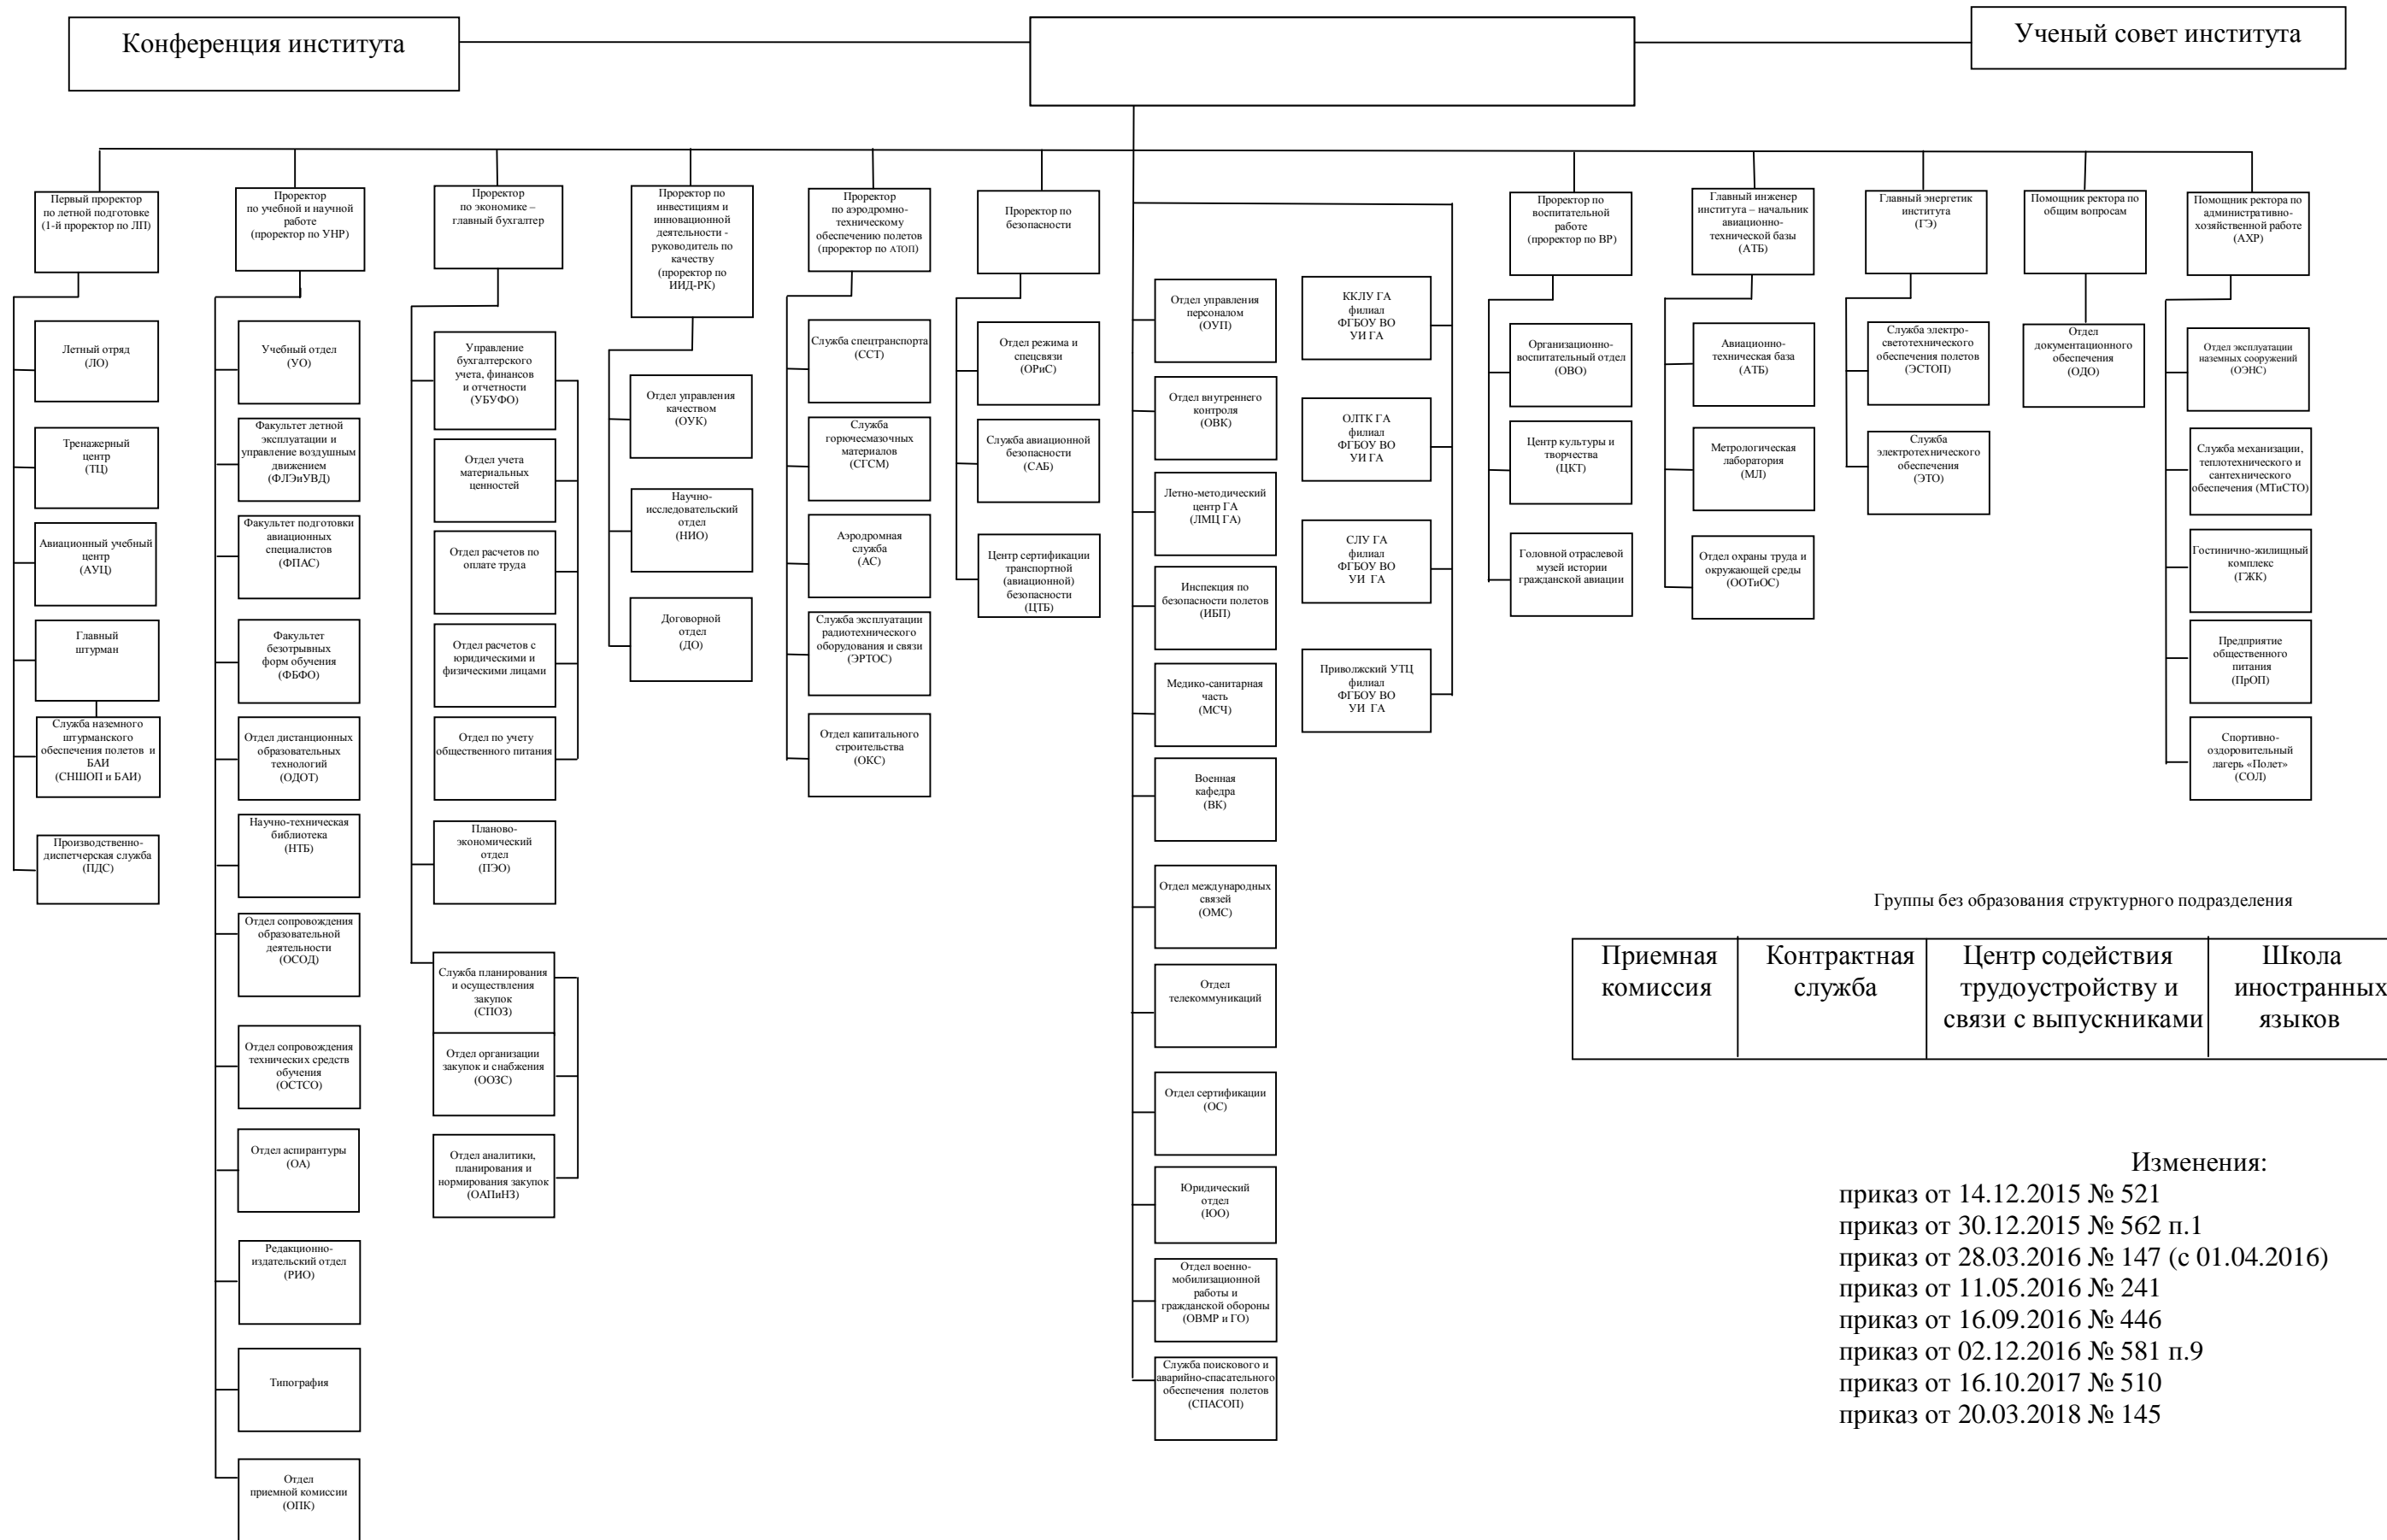 Конференция института
Ученый совет института
Первый проректор
по летной подготовке
(1-й проректор по ЛП)
Летный отряд
(ЛО)
Тренажерный
центр
(ТЦ)
Авиационный учебный
центр
(АУЦ)
Главный
штурман
Служба наземного
штурманского
обеспечения полетов и
БАИ
(СНШОП и БАИ)
Производственно-
диспетчерская служба
(ПДС)
Проректор
по учебной и научной
работе
(проректор по УНР)
Учебный отдел
(УО)
Факультет летной
эксплуатации и
управление воздушным
движением
(ФЛЭиУВД)
Факультет подготовки
авиационных
специалистов
(ФПАС)
Факультет
безотрывных
форм обучения
(ФБФО)
Отдел дистанционных
образовательных
технологий
(ОДОТ)
Научно-техническая
библиотека
(НТБ)
Отдел сопровождения
образовательной
деятельности
(ОСОД)
Отдел сопровождения
технических средств
обучения
(ОСТСО)
Отдел аспирантуры
(ОА)
Редакционно-
издательский отдел
(РИО)
Типография
Отдел
приемной комиссии
(ОПК)
Проректор
по экономике –
главный бухгалтер
Управление
бухгалтерского
учета, финансов
и отчетности
(УБУФО)
Отдел учета
материальных
ценностей
Отдел расчетов по
оплате труда
Отдел расчетов с
юридическими и
физическими лицами
Отдел по учету
общественного питания
Планово-
экономический
отдел
(ПЭО)
Служба планирования
и осуществления
закупок
(СПОЗ)
Отдел организации
закупок и снабжения
(ООЗС)
Отдел аналитики,
планирования и
нормирования закупок
(ОАПиНЗ)
Проректор по
инвестициям и
инновационной
деятельности -
руководитель по
качеству
(проректор по
ИИД-РК)
Отдел управления
качеством
(ОУК)
Научно-
исследовательский
отдел
(НИО)
Договорной
отдел
(ДО)
Проректор
по аэродромно-
техническому
обеспечению полетов
(проректор по АТОП)
Служба спецтранспорта
(ССТ)
Служба
горючесмазочных
материалов
(СГСМ)
Аэродромная
служба
(АС)
Служба эксплуатации
радиотехнического
оборудования и связи
(ЭРТОС)
Отдел капитального
строительства
(ОКС)
Проректор по
безопасности
Отдел режима и
спецсвязи
(ОРиС)
Служба авиационной
безопасности
(САБ)
Центр сертификации
транспортной
(авиационной)
безопасности
(ЦТБ)
Отдел управления
персоналом
(ОУП)
Отдел внутреннего
контроля
(ОВК)
Летно-методический
центр ГА
(ЛМЦ ГА)
Инспекция по
безопасности полетов
(ИБП)
Медико-санитарная
часть
(МСЧ)
Военная
кафедра
(ВК)
Отдел международных
связей
(ОМС)
Отдел
телекоммуникаций
Отдел сертификации
(ОС)
Юридический
отдел
(ЮО)
Отдел военно-
мобилизационной
работы и
гражданской обороны
(ОВМР и ГО)
Служба поискового и
аварийно-спасательного
обеспечения полетов
(СПАСОП)
ККЛУ ГА
филиал
ФГБОУ ВО
УИ ГА
ОЛТК ГА
филиал
ФГБОУ ВО
УИ ГА
СЛУ ГА
филиал
ФГБОУ ВО
УИ ГА
Приволжский УТЦ
филиал
ФГБОУ ВО
УИ ГА
Проректор по
воспитательной
работе
(проректор по ВР)
Организационно-
воспитательный отдел
(ОВО)
Центр культуры и
творчества
(ЦКТ)
Головной отраслевой
музей истории
гражданской авиации
Главный инженер
института – начальник
авиационно-
технической базы
(АТБ)
Авиационно-
техническая база
(АТБ)
Метрологическая
лаборатория
(МЛ)
Отдел охраны труда и
окружающей среды
(ООТиОС)
Главный энергетик
института
(ГЭ)
Служба электро-
светотехнического
обеспечения полетов
(ЭСТОП)
Служба
электротехнического
обеспечения
(ЭТО)
Помощник ректора по
общим вопросам
Отдел
документационного
обеспечения
(ОДО)
Помощник ректора по
административно-
хозяйственной работе
(АХР)
Отдел эксплуатации
наземных сооружений
(ОЭНС)
Служба механизации,
теплотехнического и
сантехнического
обеспечения (МТиСТО)
Гостинично-жилищный
комплекс
(ГЖК)
Предприятие
общественного
питания
(ПрОП)
Спортивно-
оздоровительный
лагерь «Полет»
(СОЛ)
Группы без образования структурного подразделения
Приемная
комиссия
Контрактная
служба
Центр содействия
трудоустройству и
связи с выпускниками
Школа
иностранных
языков
Изменения:
приказ от 14.12.2015 № 521
приказ от 30.12.2015 № 562 п.1
приказ от 28.03.2016 № 147 (с 01.04.2016)
приказ от 11.05.2016 № 241
приказ от 16.09.2016 № 446
приказ от 02.12.2016 № 581 п.9
приказ от 16.10.2017 № 510
приказ от 20.03.2018 № 145